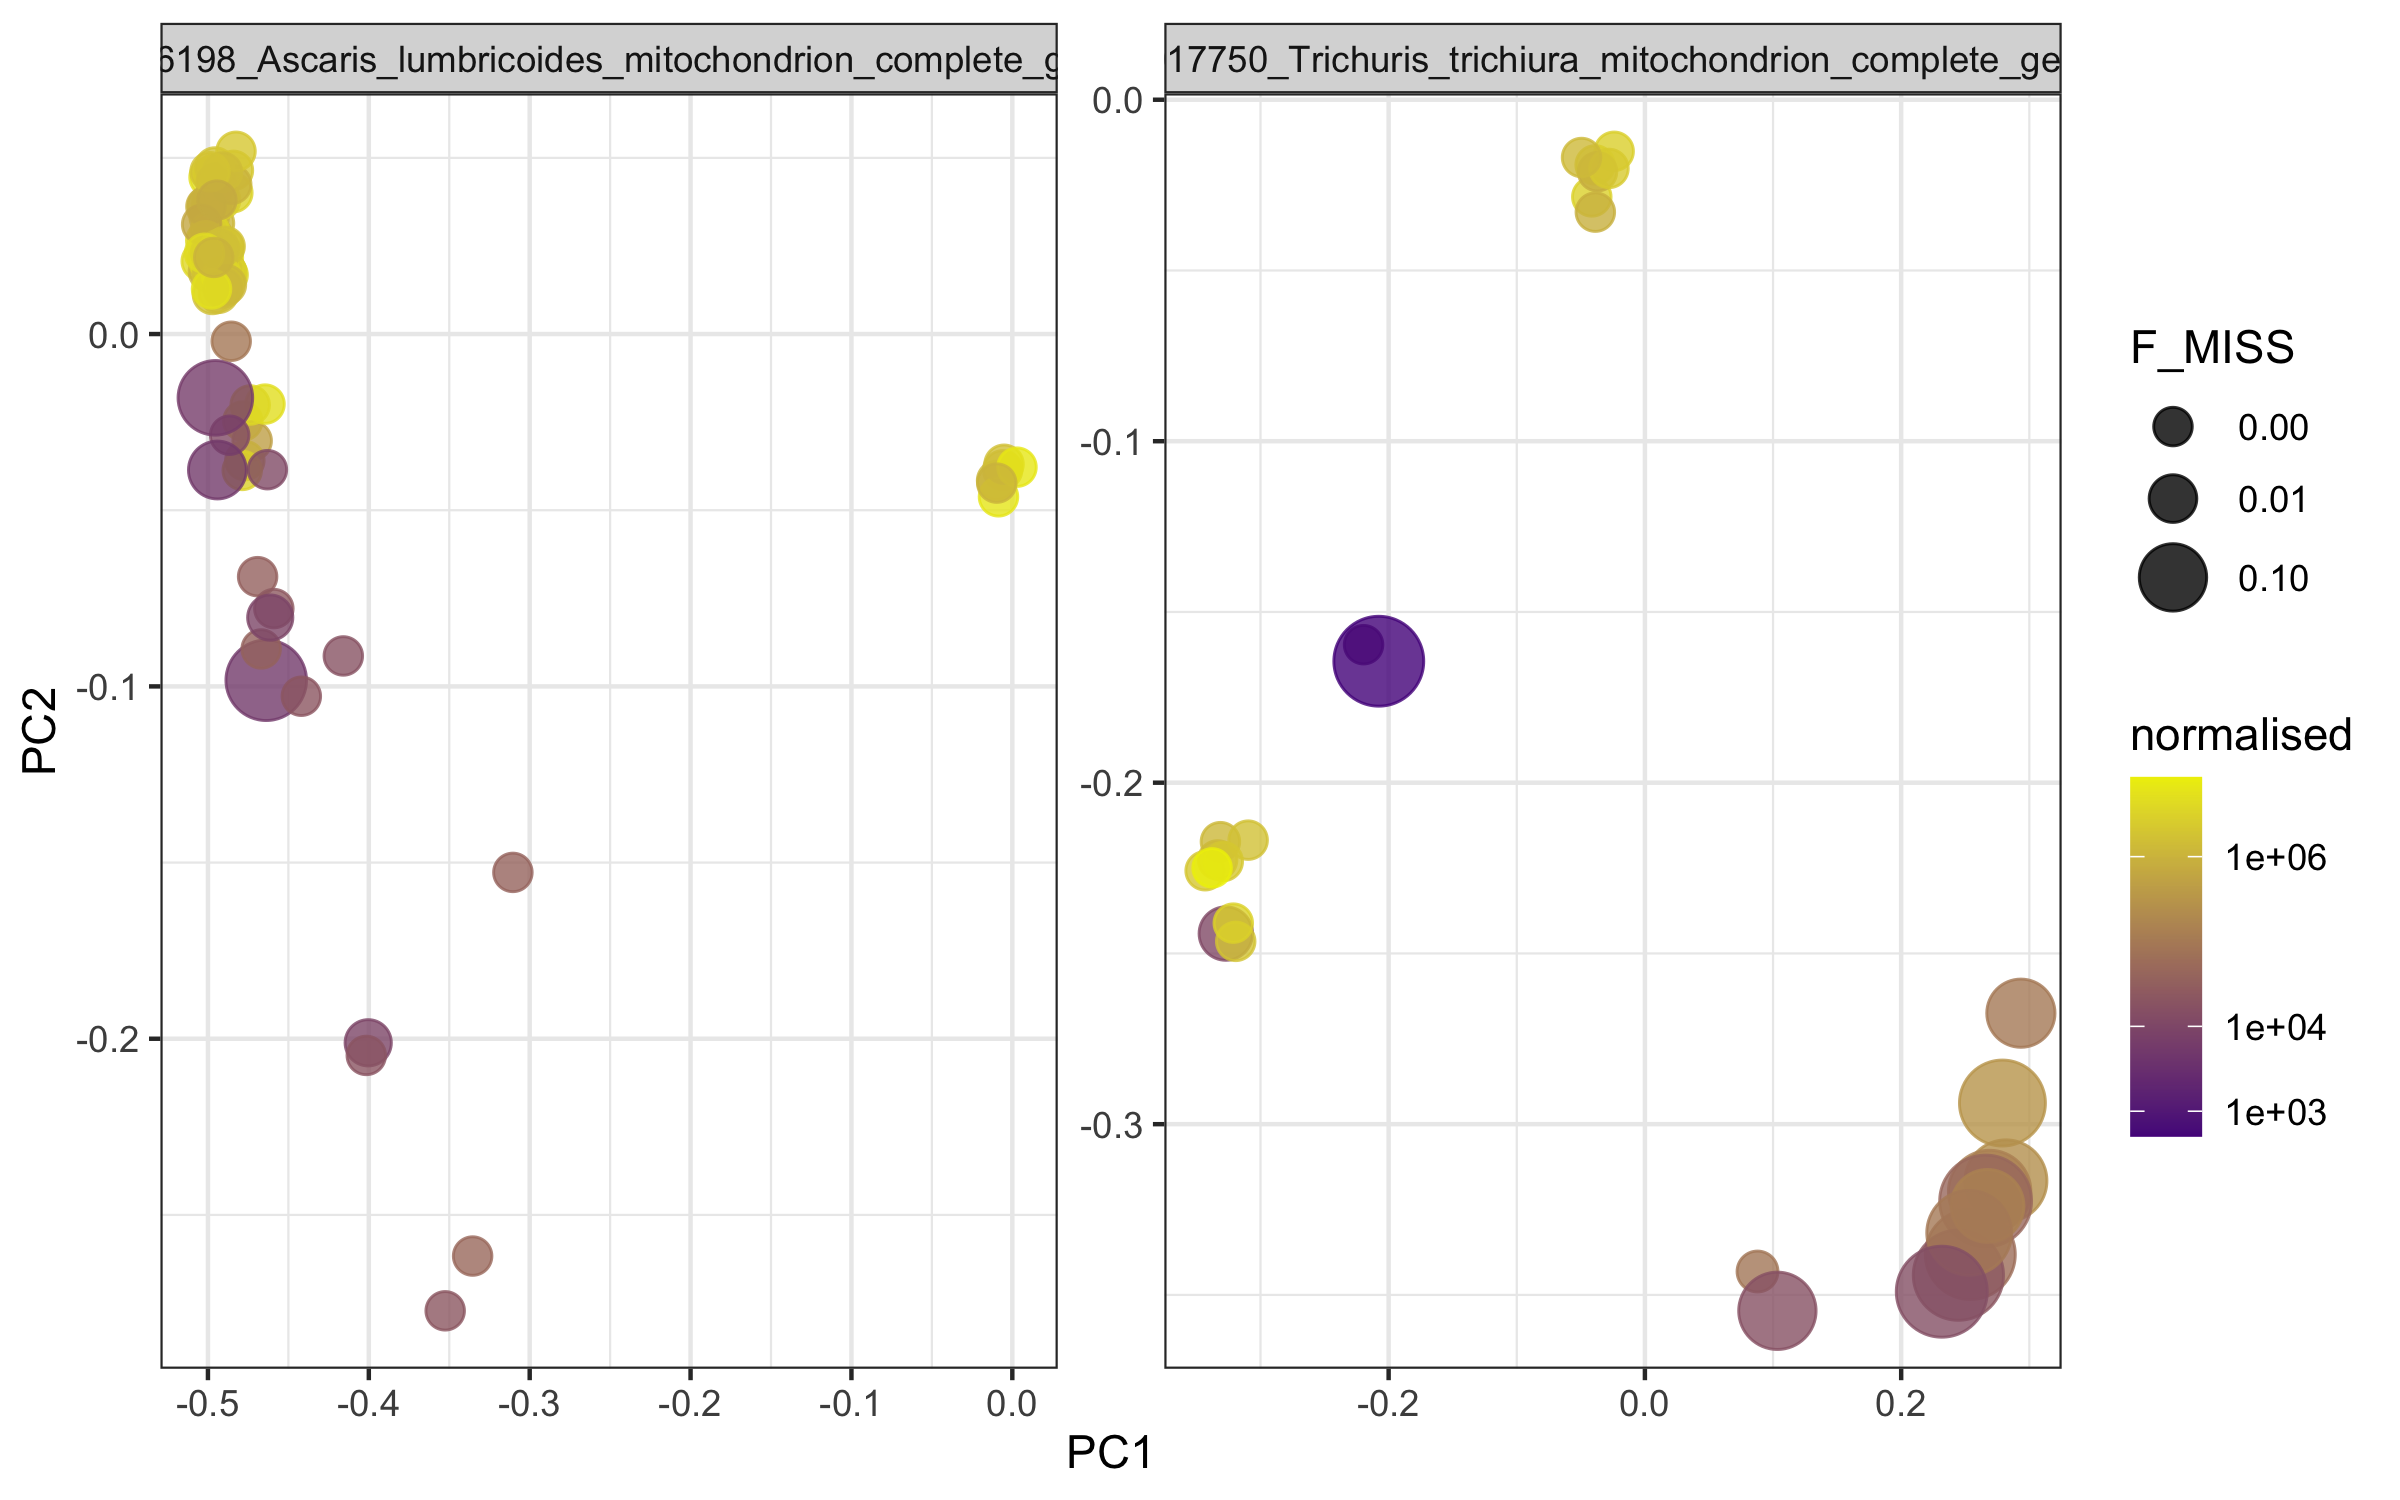 6198_Ascaris_lumbricoides_mitochondrion_complete_g
17750_Trichuris_trichiura_mitochondrion_complete_ge
0.0
-0.1
-0.2
PC2
-0.5
-0.4
-0.3
-0.2
-0.1
0.0
0.0
-0.1
-0.2
-0.3
-0.2
0.0
0.2
PC1
F_MISS
0.00
0.01
0.10
normalised
1e+06
1e+04
1e+03